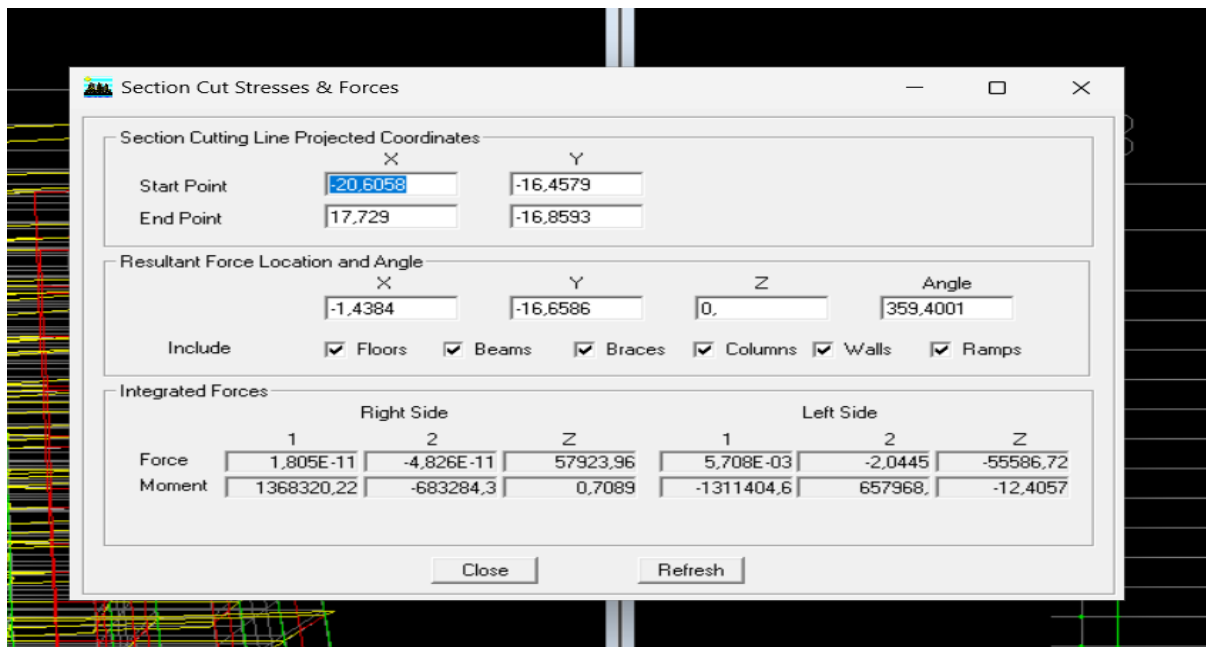 Section Cut Stresses & Forces
Section Cutting Line Projected Coordinates
X Y
Start Point -20,6058 -16,4579
End Point 17,729 -16,8593
Resultant Force Location and Angle
X Y Z Angle
-1,4384 -16,6586 0, 359,4001
Include Floors Beams Braces Columns Walls Ramps
Integrated Forces
Right Side Left Side
1 2 Z 1 2 Z
Force 1,805E-11 -4,826E-11 57923,96 5,708E-03 -2,0445 -55586,72
Moment 1368320,22 -683284,3 0,7089 -1311404,6 657968, -12,4057
Close Refresh